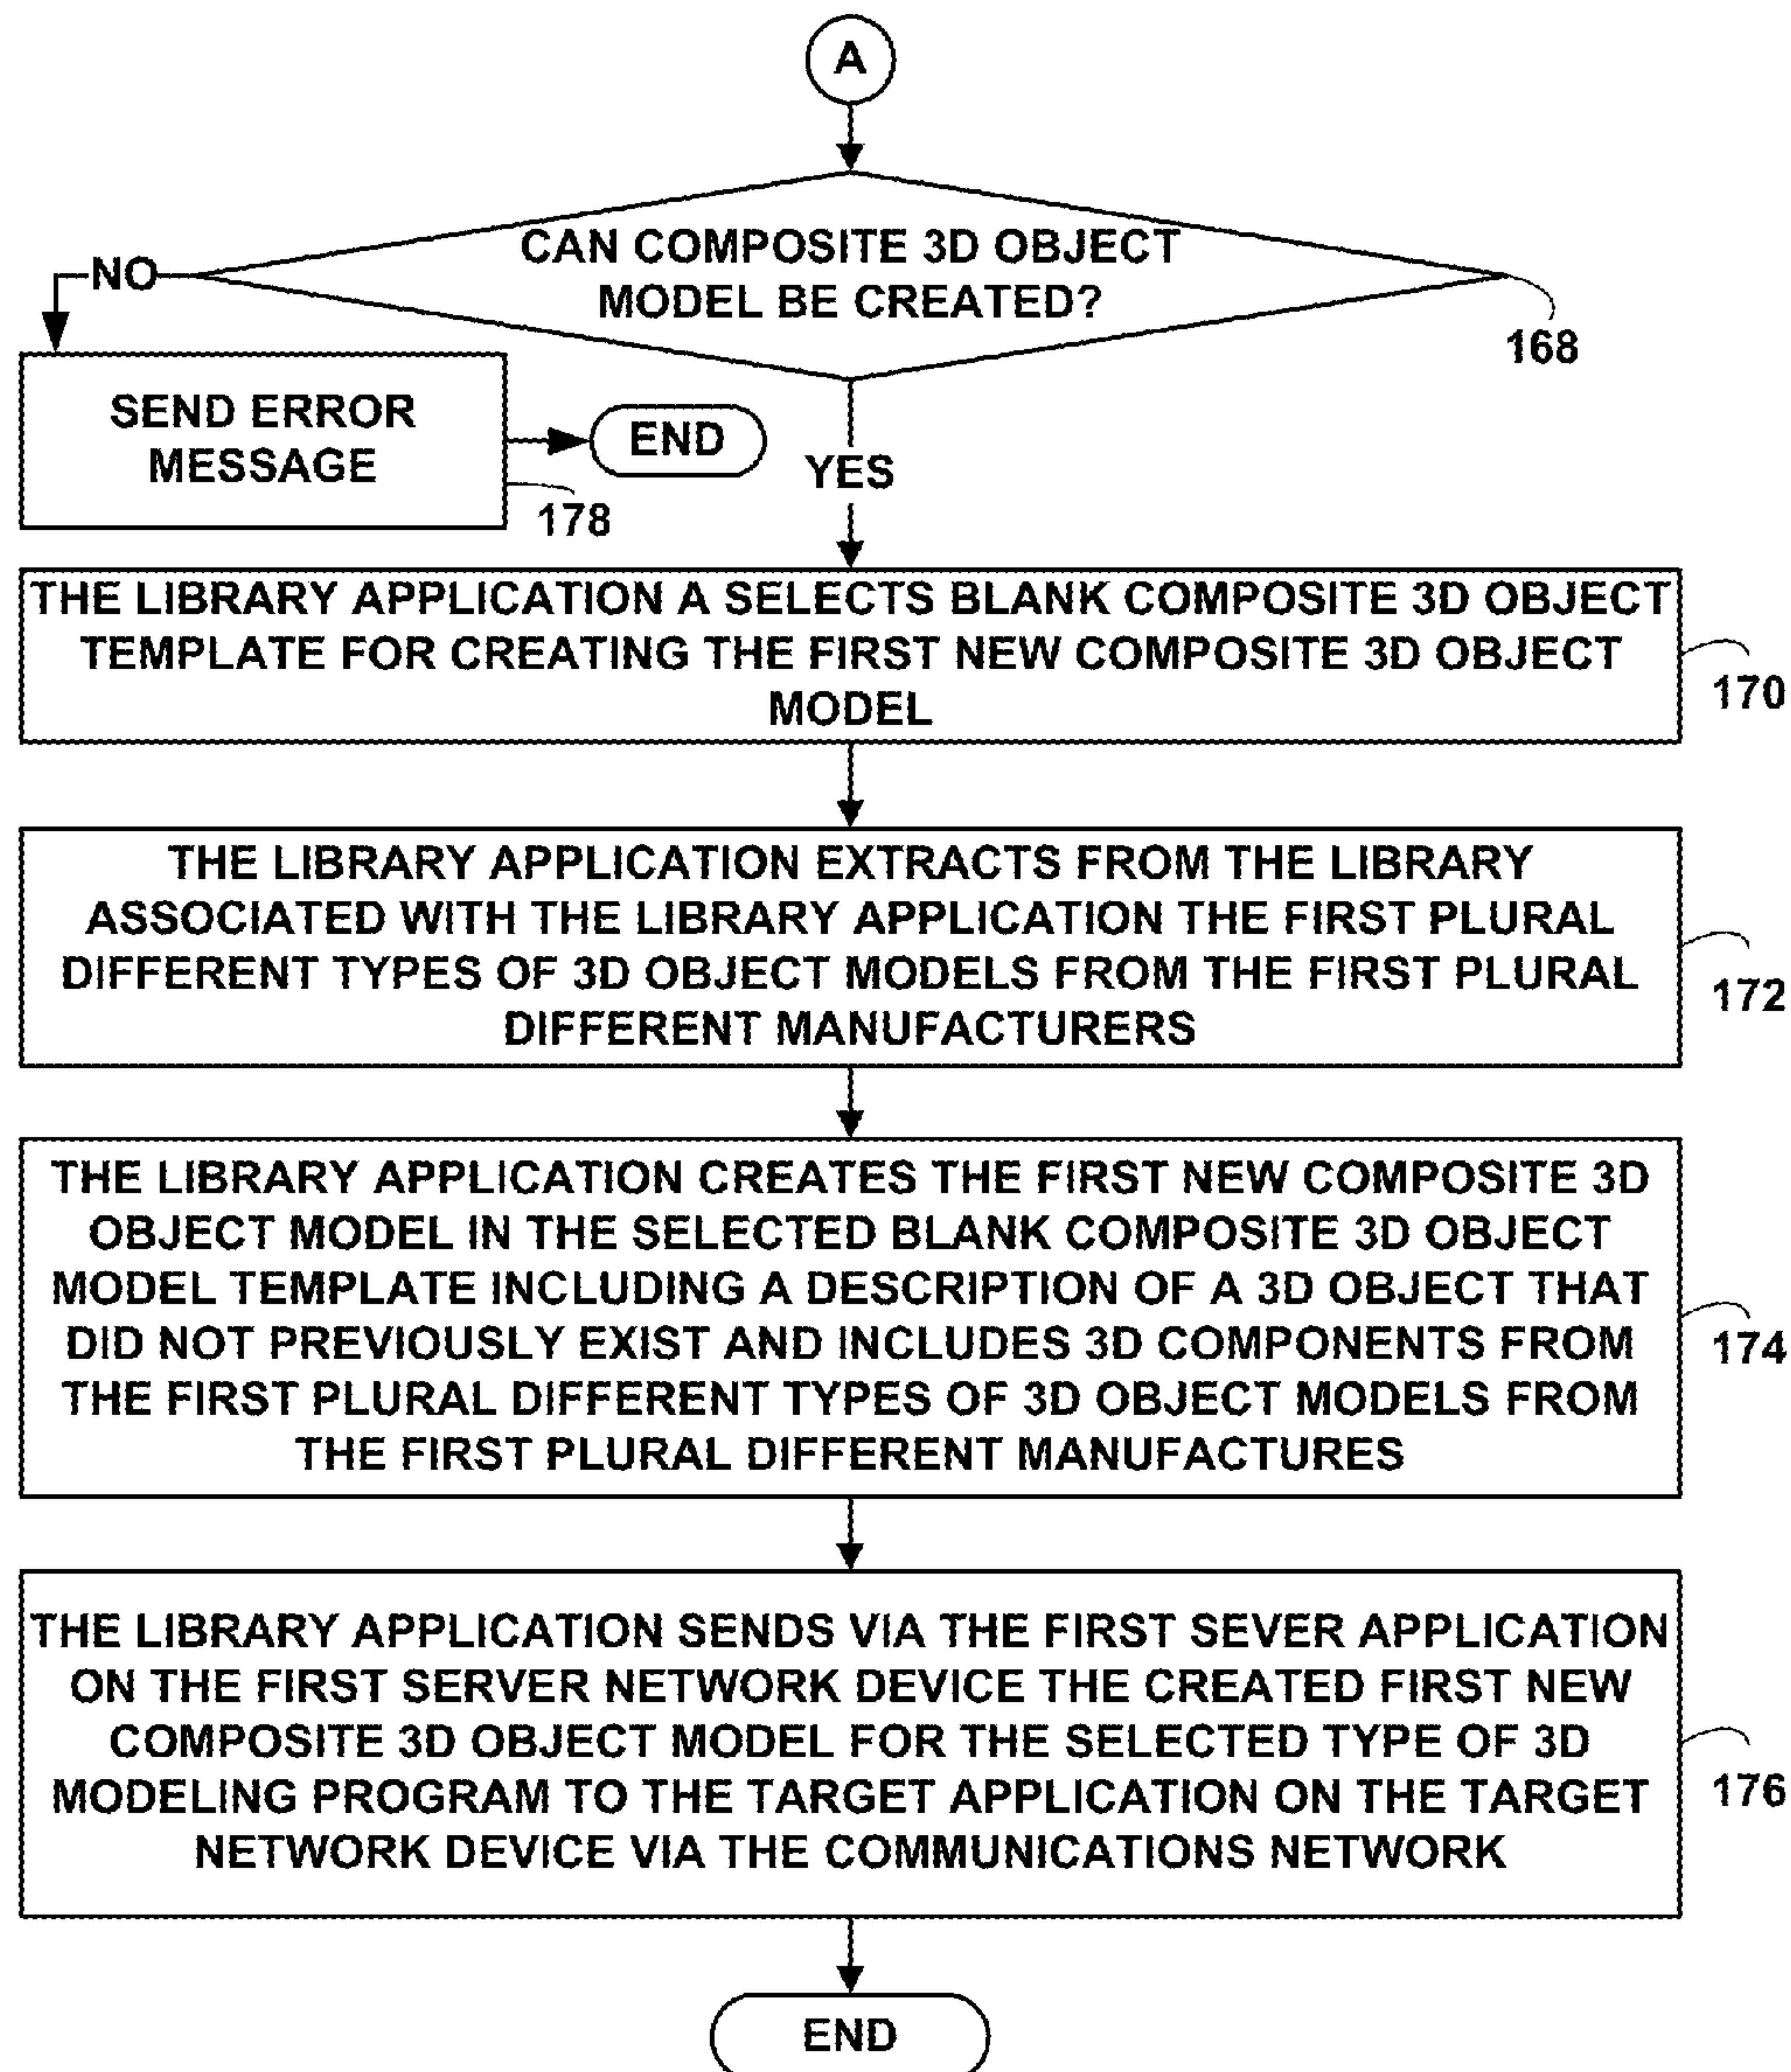 A
CAN COMPOSITE 3D OBJECT
MODEL BE CREATED?
NO
168
SEND ERROR
MESSAGE
END
178
YES
THE LIBRARY APPLICATION A SELECTS BLANK COMPOSITE 3D OBJECT
TEMPLATE FOR CREATING THE FIRST NEW COMPOSITE 3D OBJECT
MODEL
170
THE LIBRARY APPLICATION EXTRACTS FROM THE LIBRARY
ASSOCIATED WITH THE LIBRARY APPLICATION THE FIRST PLURAL
DIFFERENT TYPES OF 3D OBJECT MODELS FROM THE FIRST PLURAL
DIFFERENT MANUFACTURERS
172
THE LIBRARY APPLICATION CREATES THE FIRST NEW COMPOSITE 3D
OBJECT MODEL IN THE SELECTED BLANK COMPOSITE 3D OBJECT
MODEL TEMPLATE INCLUDING A DESCRIPTION OF A 3D OBJECT THAT
DID NOT PREVIOUSLY EXIST AND INCLUDES 3D COMPONENTS FROM
THE FIRST PLURAL DIFFERENT TYPES OF 3D OBJECT MODELS FROM
THE FIRST PLURAL DIFFERENT MANUFACTURES
174
THE LIBRARY APPLICATION SENDS VIA THE FIRST SEVER APPLICATION
ON THE FIRST SERVER NETWORK DEVICE THE CREATED FIRST NEW
COMPOSITE 3D OBJECT MODEL FOR THE SELECTED TYPE OF 3D
MODELING PROGRAM TO THE TARGET APPLICATION ON THE TARGET
NETWORK DEVICE VIA THE COMMUNICATIONS NETWORK
176
END